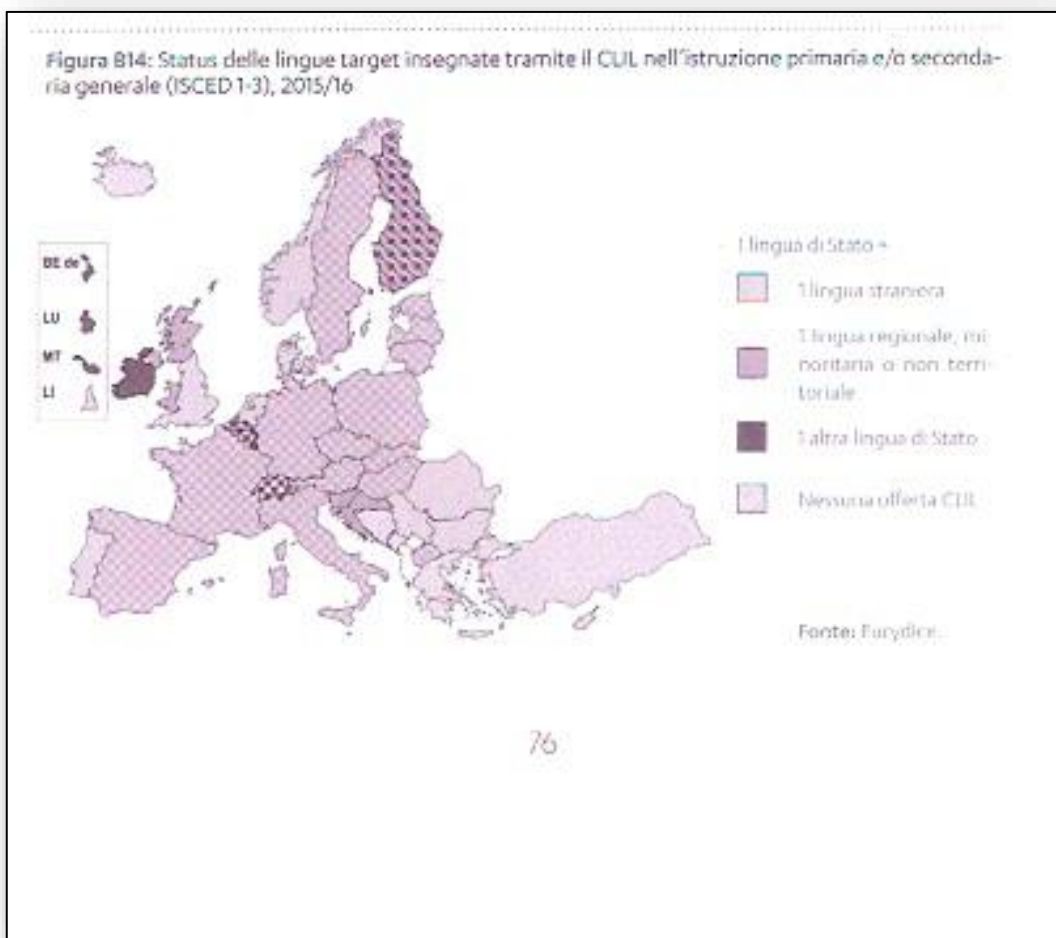 Figura B14: Status delle lingue target insegnate tramite il CLIL nell'istruzione primaria e/o seconda-
ria generale (ISCED 1-3), 2015/16
BE de
LU
MT
LI
1 lingua di Stato +
1 lingua straniera
1 lingua regionale, mi
noritaria o non terri-
toriale
1 altra lingua di Stato
Nessuna offerta CLIL
Fonte: Eurydice.
76